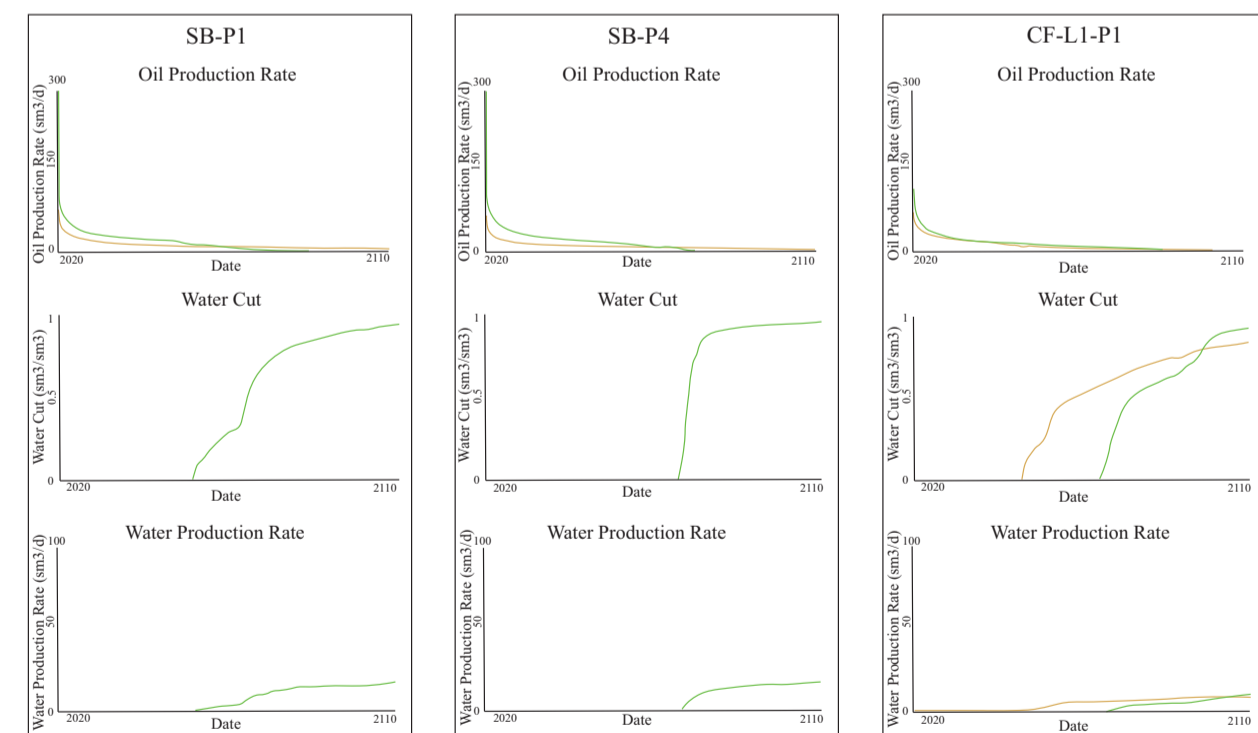 SB-P1
Oil Production Rate
Oil Production Rate (sm3/d)
300
150
0
2020
2110
Date
Water Cut
Water Cut (sm3/sm3)
1
0.5
0
2020
2110
Date
Water Production Rate
Water Production Rate (sm3/d)
100
50
0
2020
2110
Date
SB-P4
Oil Production Rate
Oil Production Rate (sm3/d)
300
150
0
2020
2110
Date
Water Cut
Water Cut (sm3/sm3)
1
0.5
0
2020
2110
Date
Water Production Rate
Water Production Rate (sm3/d)
100
50
0
2020
2110
Date
CF-L1-P1
Oil Production Rate
Oil Production Rate (sm3/d)
300
150
0
2020
2110
Date
Water Cut
Water Cut (sm3/sm3)
1
0.5
0
2020
2110
Date
Water Production Rate
Water Production Rate (sm3/d)
100
50
0
2020
2110
Date